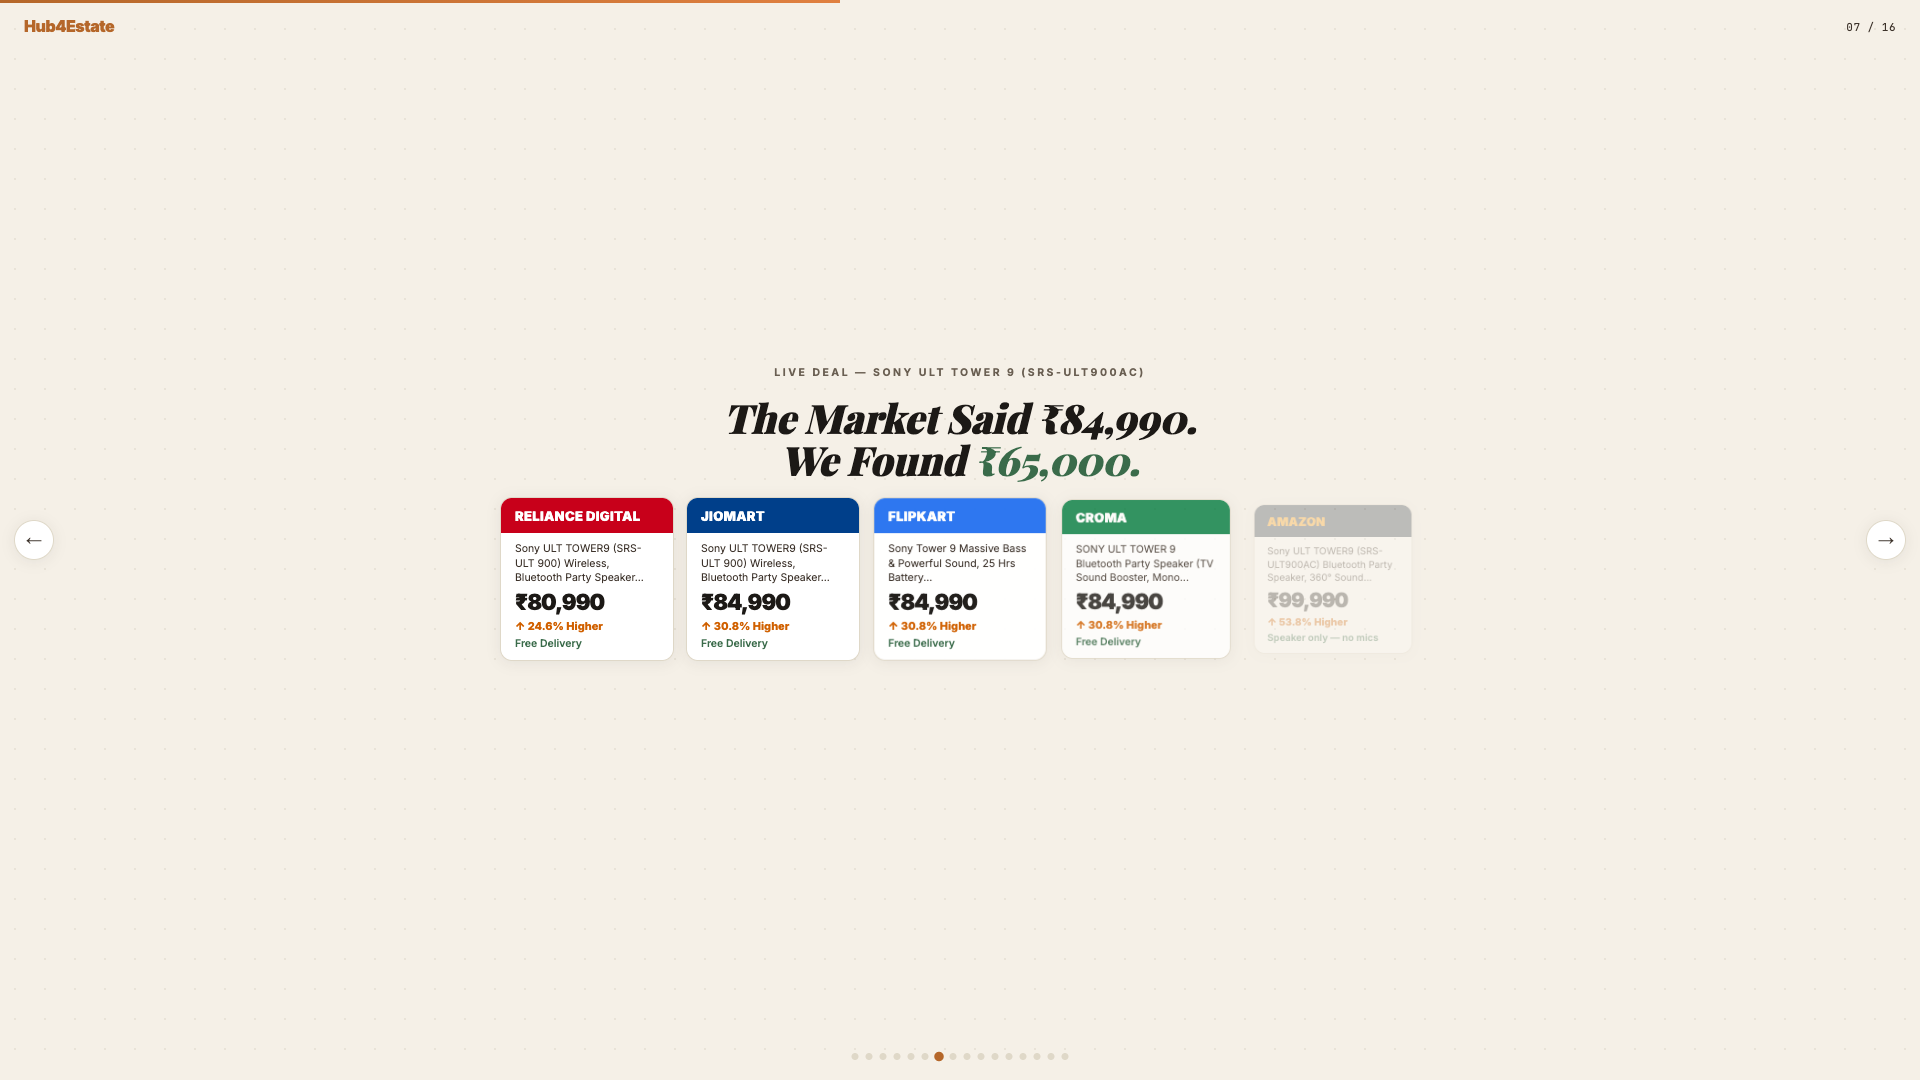 Hub4Estate
07 / 16
LIVE DEAL — SONY ULT TOWER 9 (SRS-ULT900AC)
The Market Said ₹84,990.
We Found ₹65,000.
RELIANCE DIGITAL
Sony ULT TOWER9 (SRS-
ULT 900) Wireless,
Bluetooth Party Speaker...
₹80,990
↑ 24.6% Higher
Free Delivery
JIOMART
Sony ULT TOWER9 (SRS-
ULT 900) Wireless,
Bluetooth Party Speaker...
₹84,990
↑ 30.8% Higher
Free Delivery
FLIPKART
Sony Tower 9 Massive Bass
& Powerful Sound, 25 Hrs
Battery...
₹84,990
↑ 30.8% Higher
Free Delivery
CROMA
SONY ULT TOWER 9
Bluetooth Party Speaker (TV
Sound Booster, Mono...
₹84,990
↑ 30.8% Higher
Free Delivery
AMAZON
Sony ULT TOWER9 (SRS-
ULT900AC) Bluetooth Party
Speaker, 360° Sound...
₹99,990
↑ 53.8% Higher
Speaker only — no mics
←
→